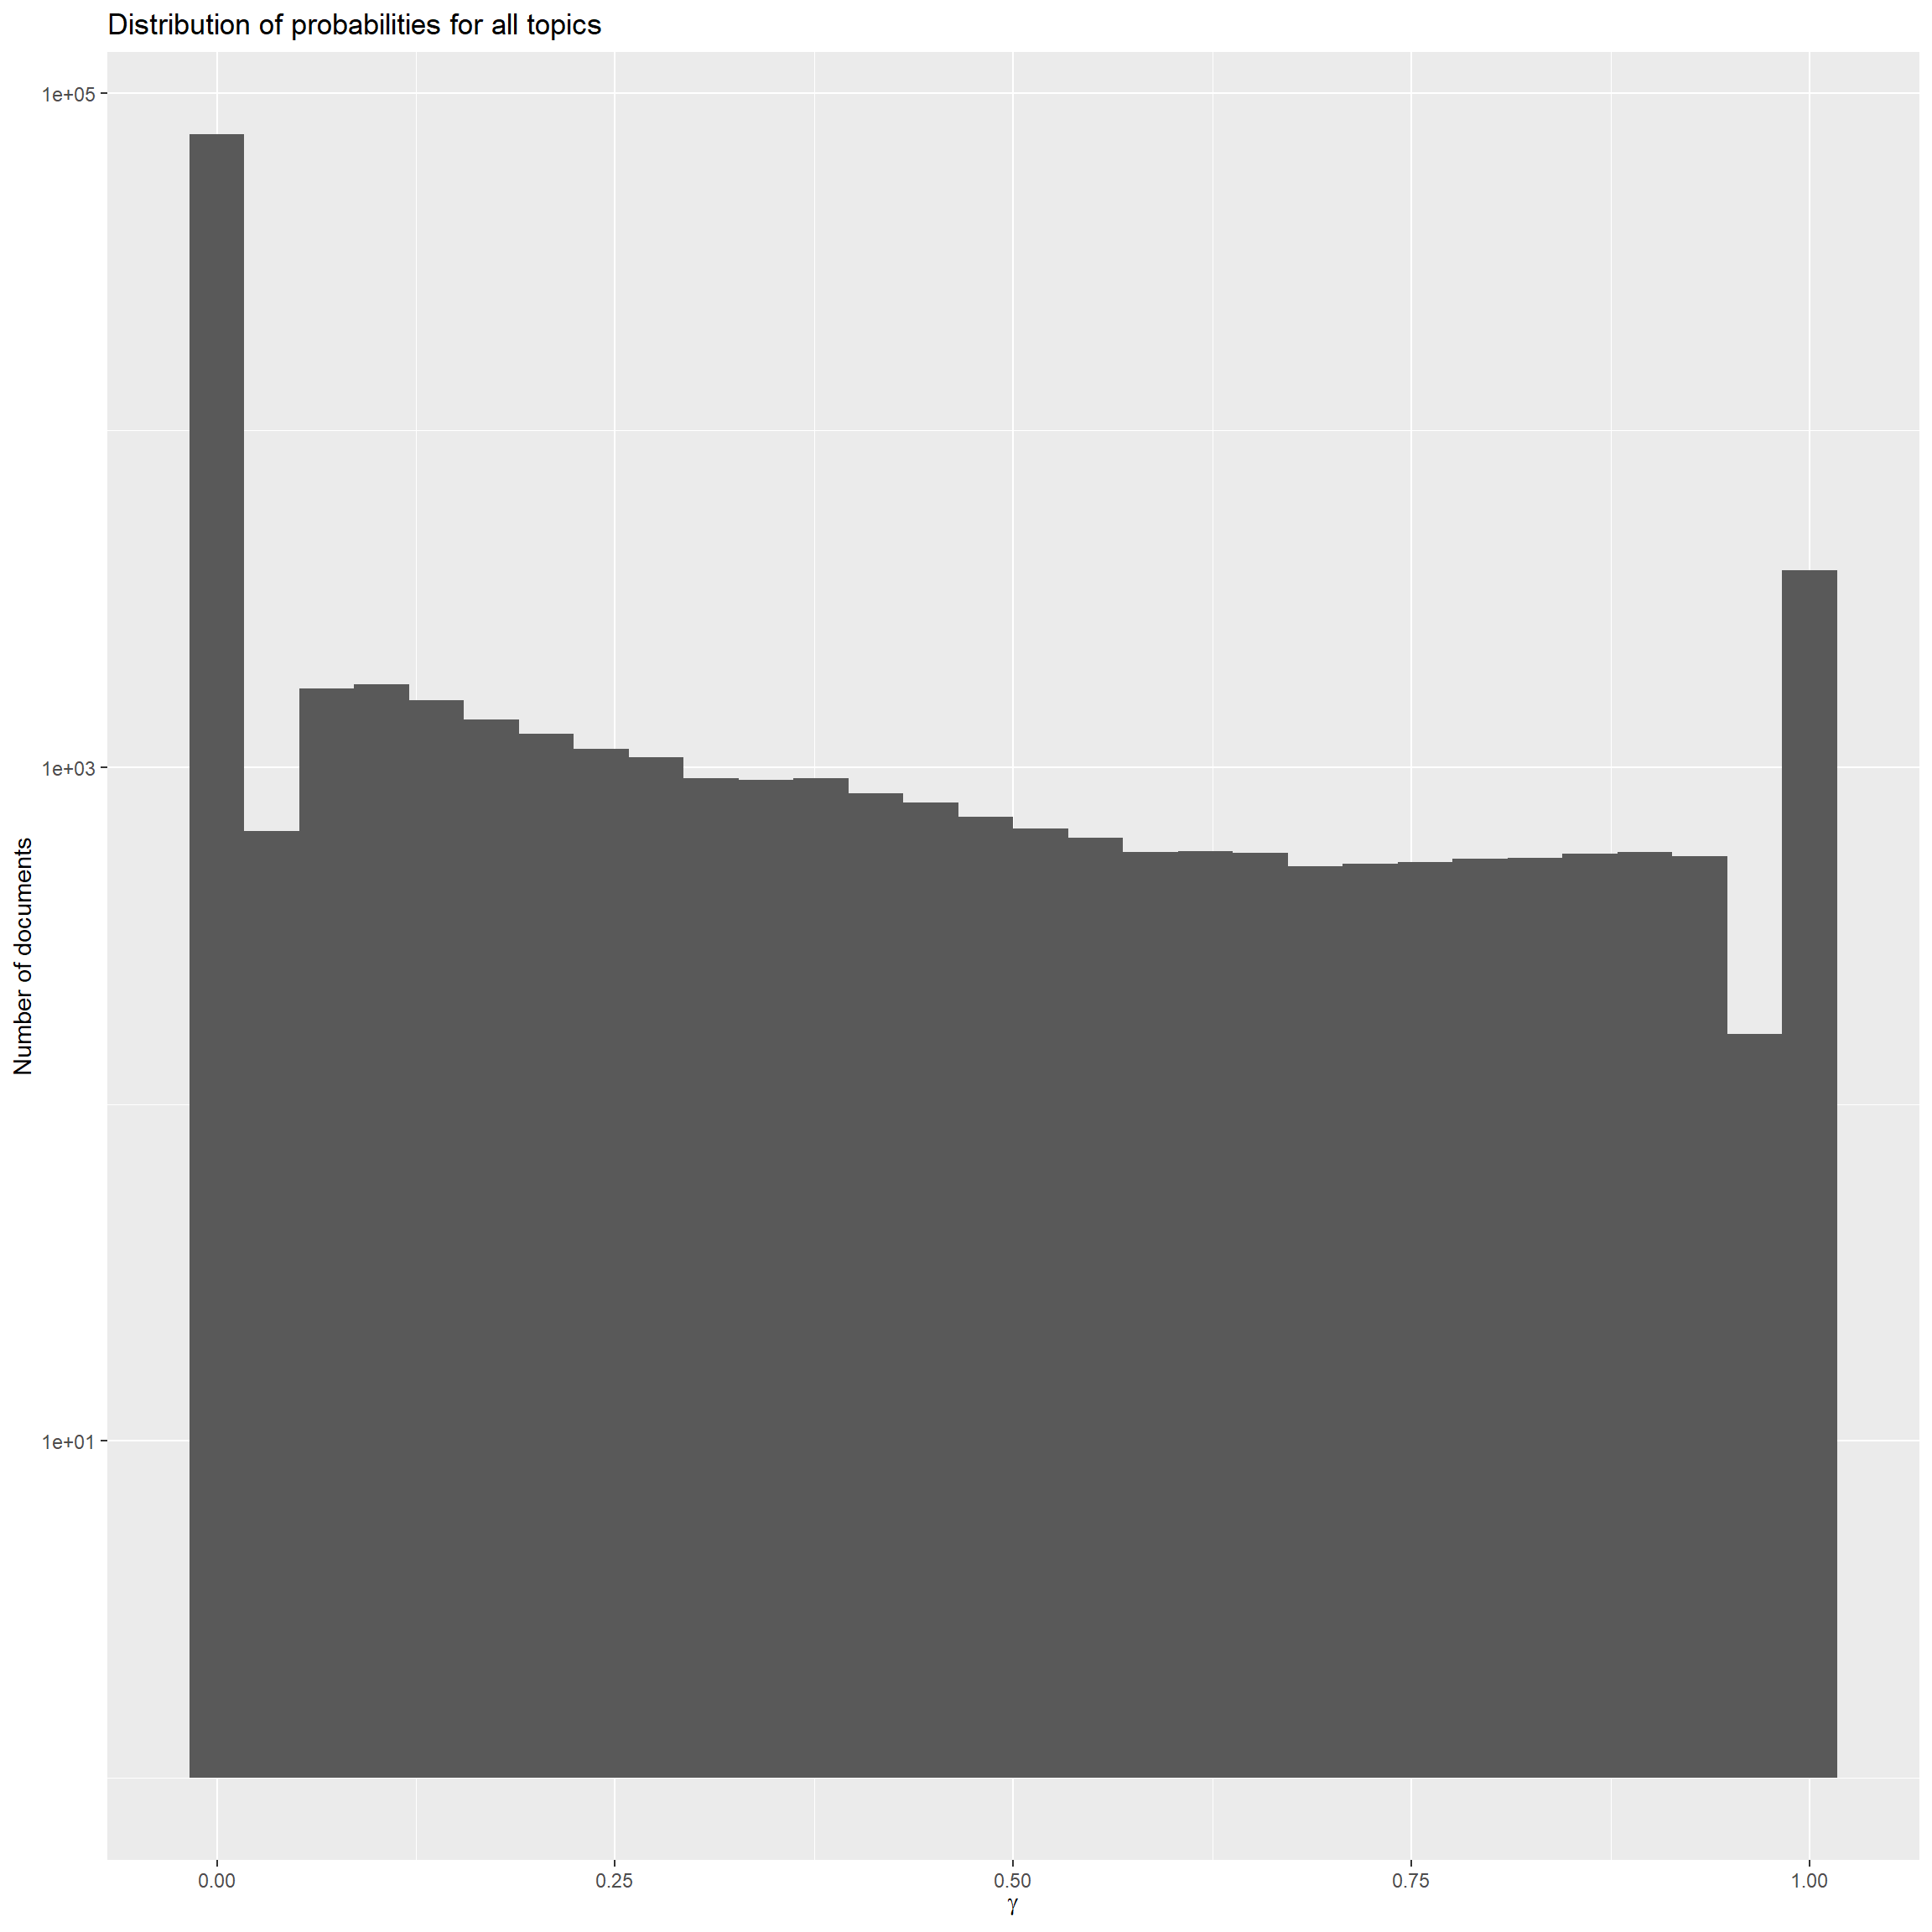 Distribution of probabilities for all topics
1e+05
1e+03
1e+01
Number of documents
0.00
0.25
0.50
0.75
1.00
γ